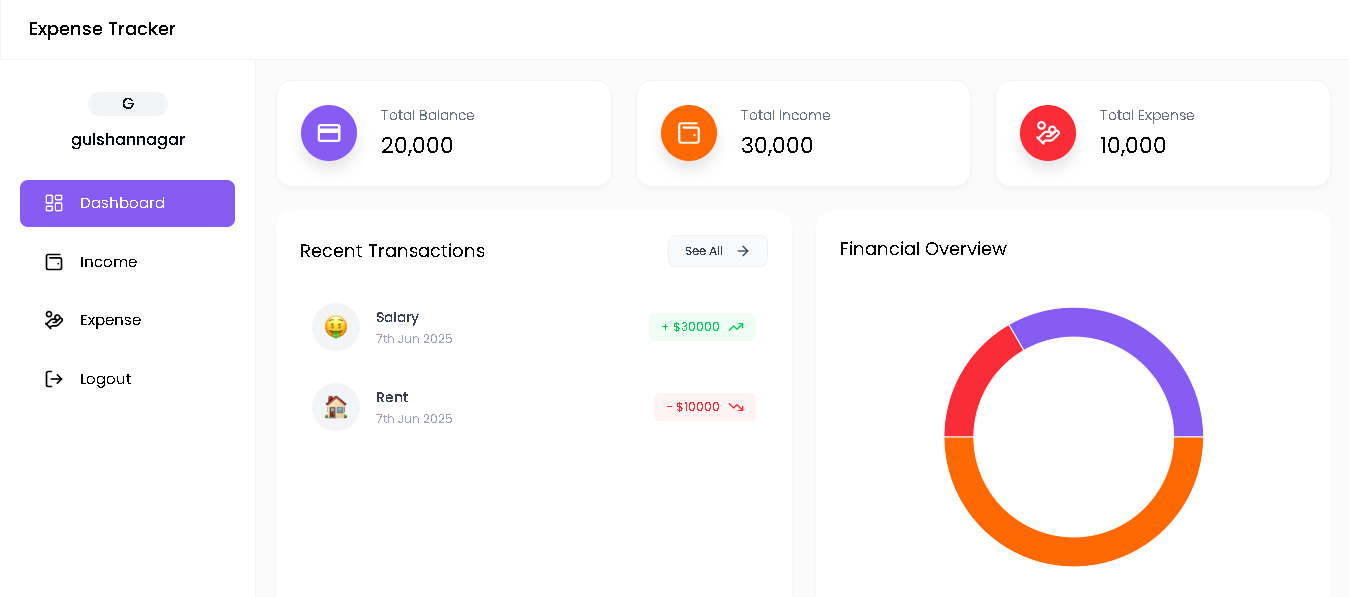 Expense Tracker
G
gulshannagar
Dashboard
Income
Expense
Logout
Total Balance
20,000
Total Income
30,000
Total Expense
10,000
Recent Transactions
See All
Salary
7th Jun 2025
+ $30000
Rent
7th Jun 2025
- $10000
Financial Overview